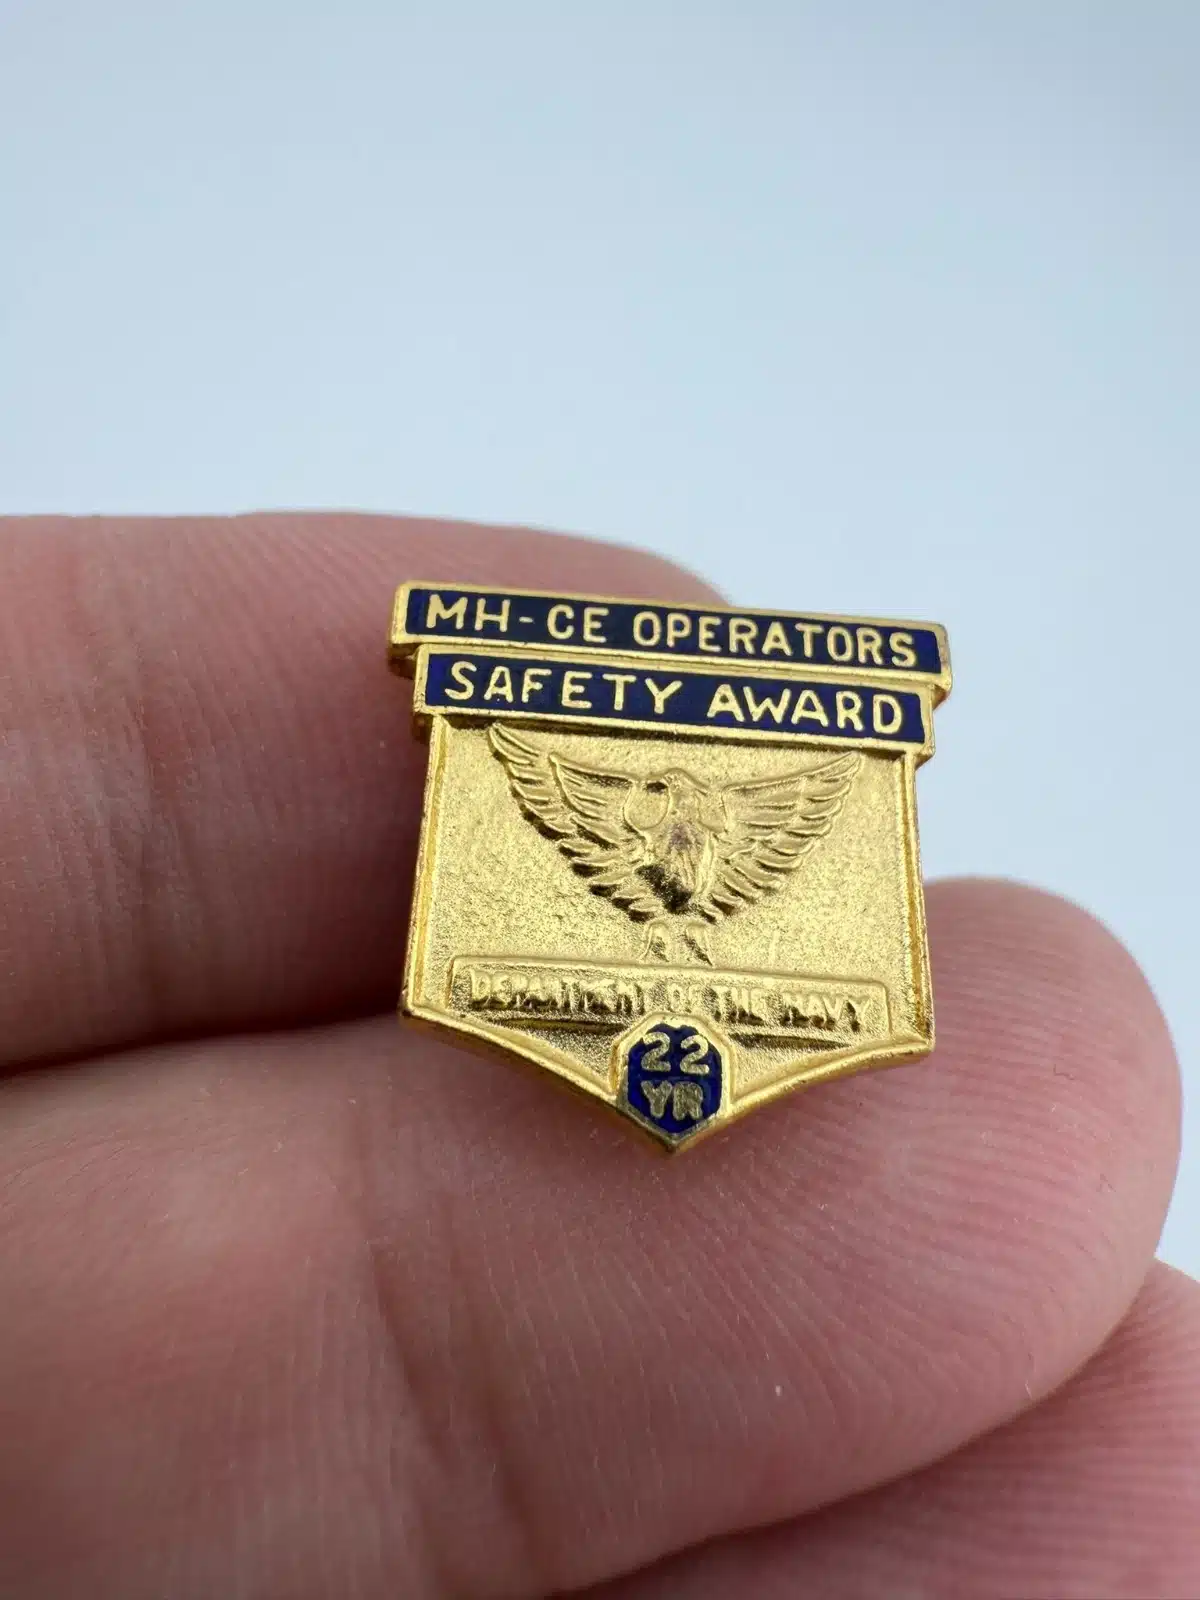 MH-CE OPERATORS
SAFETY AWARD
DEPARTMENT OF THE NAVY
22
YR